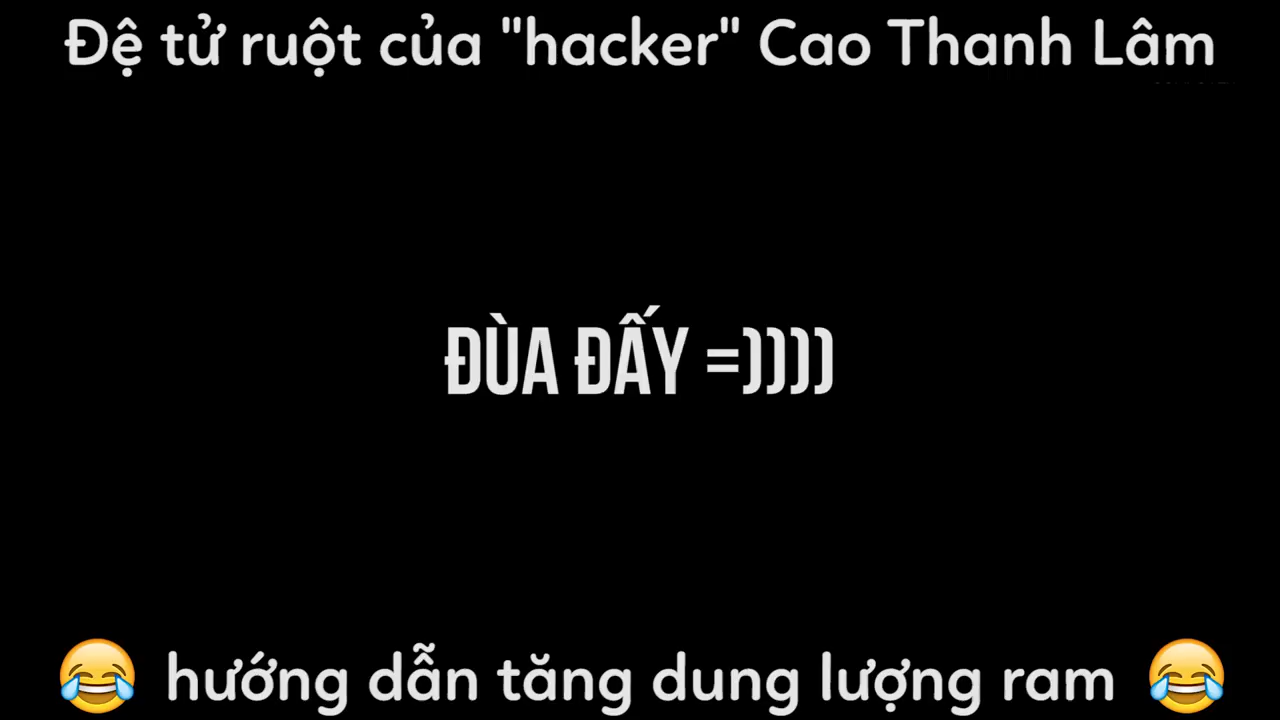 Đệ tử ruột của "hacker" Cao Thanh Lâm
ĐÙA ĐẤY =))))
😂 hướng dẫn tăng dung lượng ram 😂